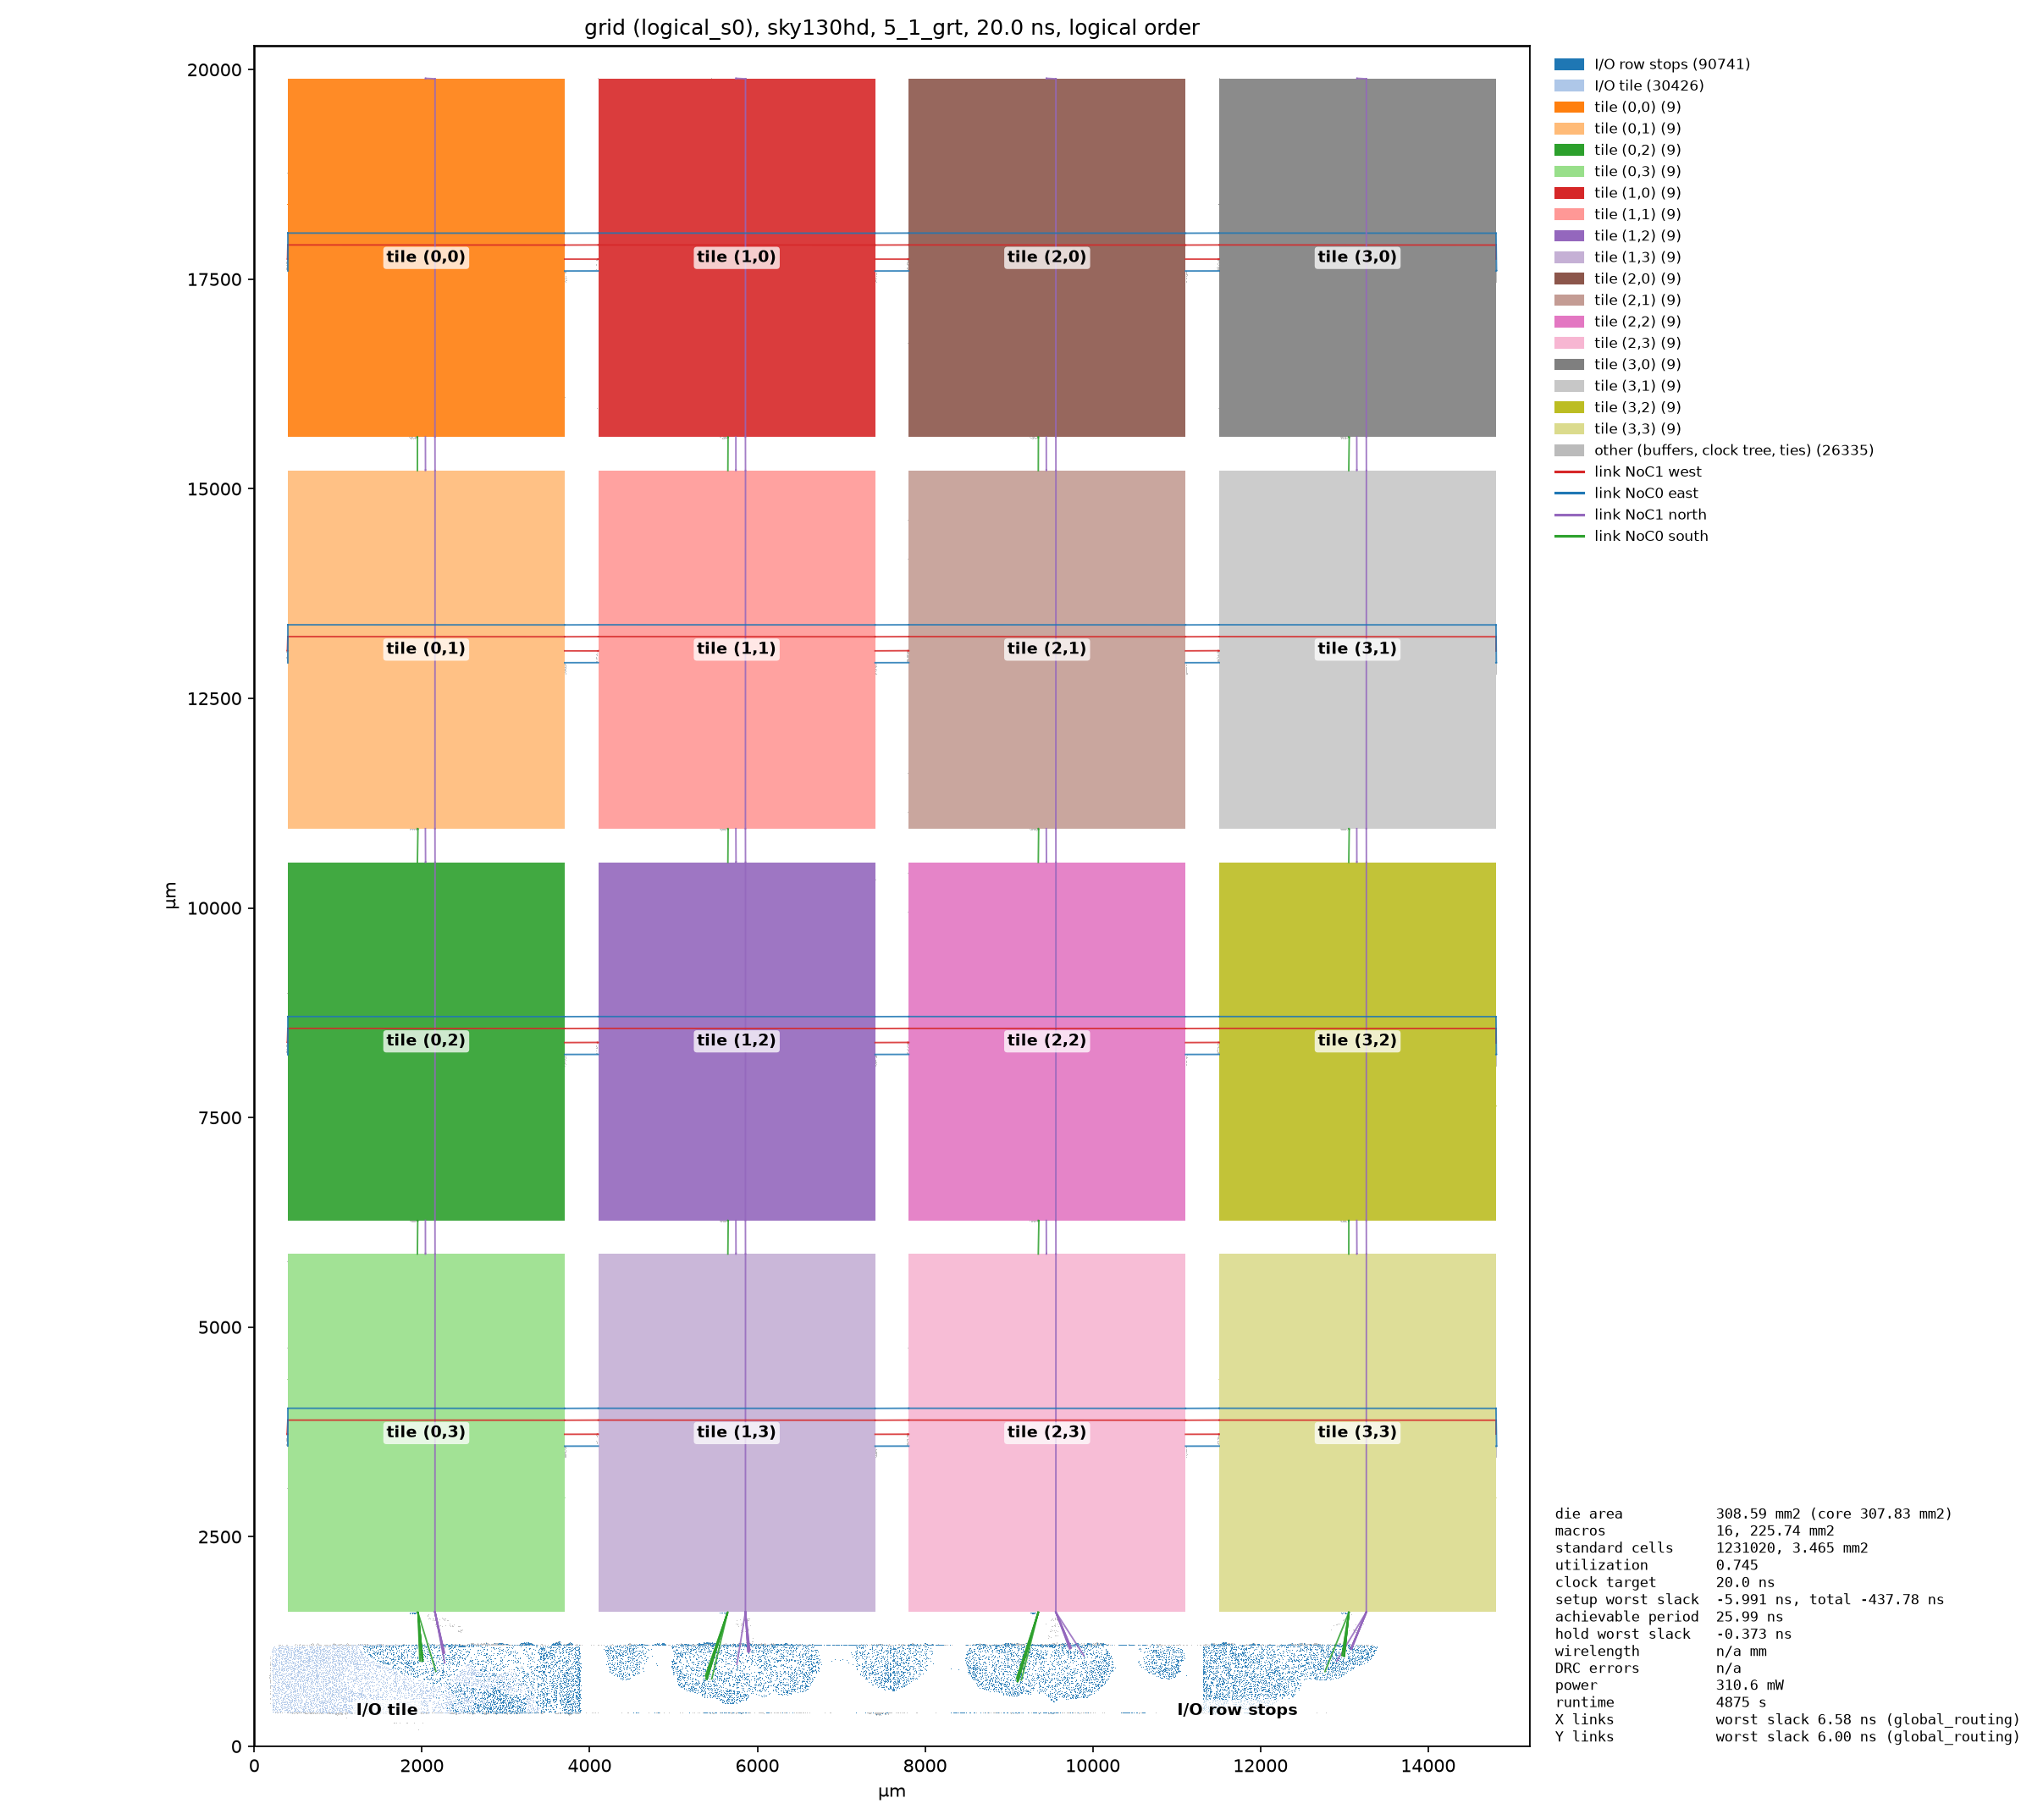 grid (logical_s0), sky130hd, 5_1_grt, 20.0 ns, logical order
20000
17500
15000
12500
10000
7500
5000
2500
0
µm
0
2000
4000
6000
8000
10000
12000
14000
µm
tile (0,0)
tile (1,0)
tile (2,0)
tile (3,0)
tile (0,1)
tile (1,1)
tile (2,1)
tile (3,1)
tile (0,2)
tile (1,2)
tile (2,2)
tile (3,2)
tile (0,3)
tile (1,3)
tile (2,3)
tile (3,3)
I/O tile
I/O row stops
I/O row stops (90741)
I/O tile (30426)
tile (0,0) (9)
tile (0,1) (9)
tile (0,2) (9)
tile (0,3) (9)
tile (1,0) (9)
tile (1,1) (9)
tile (1,2) (9)
tile (1,3) (9)
tile (2,0) (9)
tile (2,1) (9)
tile (2,2) (9)
tile (2,3) (9)
tile (3,0) (9)
tile (3,1) (9)
tile (3,2) (9)
tile (3,3) (9)
other (buffers, clock tree, ties) (26335)
link NoC1 west
link NoC0 east
link NoC1 north
link NoC0 south
die area 308.59 mm2 (core 307.83 mm2)
macros 16, 225.74 mm2
standard cells 1231020, 3.465 mm2
utilization 0.745
clock target 20.0 ns
setup worst slack -5.991 ns, total -437.78 ns
achievable period 25.99 ns
hold worst slack -0.373 ns
wirelength n/a mm
DRC errors n/a
power 310.6 mW
runtime 4875 s
X links worst slack 6.58 ns (global_routing)
Y links worst slack 6.00 ns (global_routing)